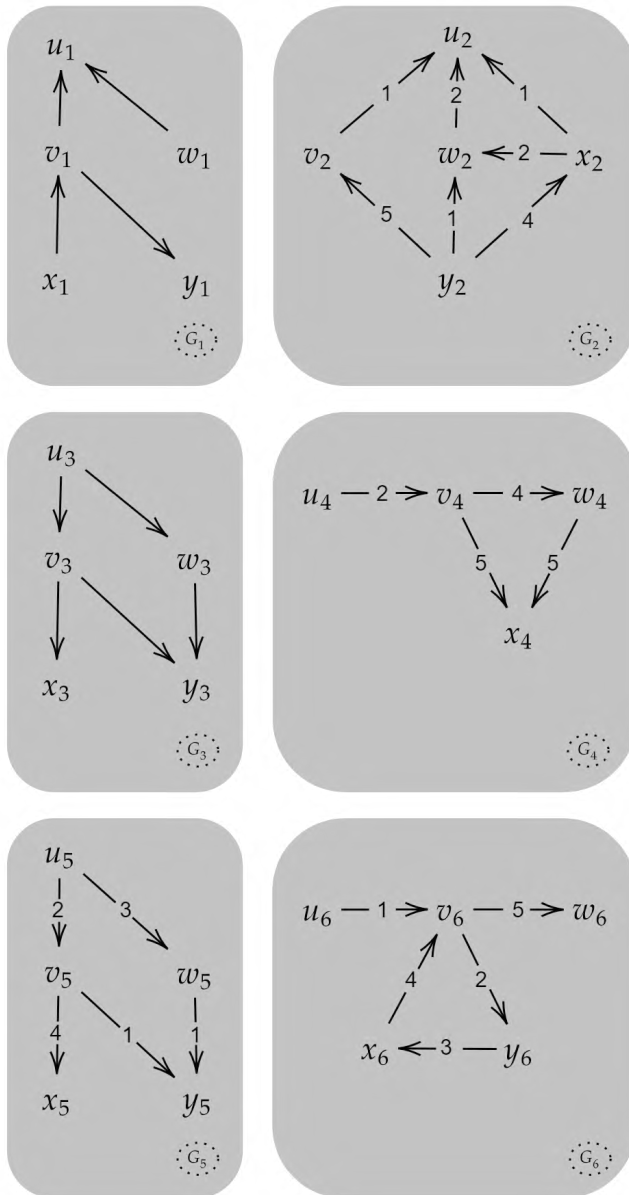 u₁
v₁ w₁
x₁ y₁
G₁
u₂
1 2 1
v₂ w₂ 2 x₂
5 1 4
y₂
G₂
u₃
v₃ w₃
x₃ y₃
G₃
u₄ 2 v₄ 4 w₄
5 5
x₄
G₄
u₅
2 3
v₅ w₅
4 1 1
x₅ y₅
G₅
u₆ 1 v₆ 5 w₆
4 2
x₆ 3 y₆
G₆